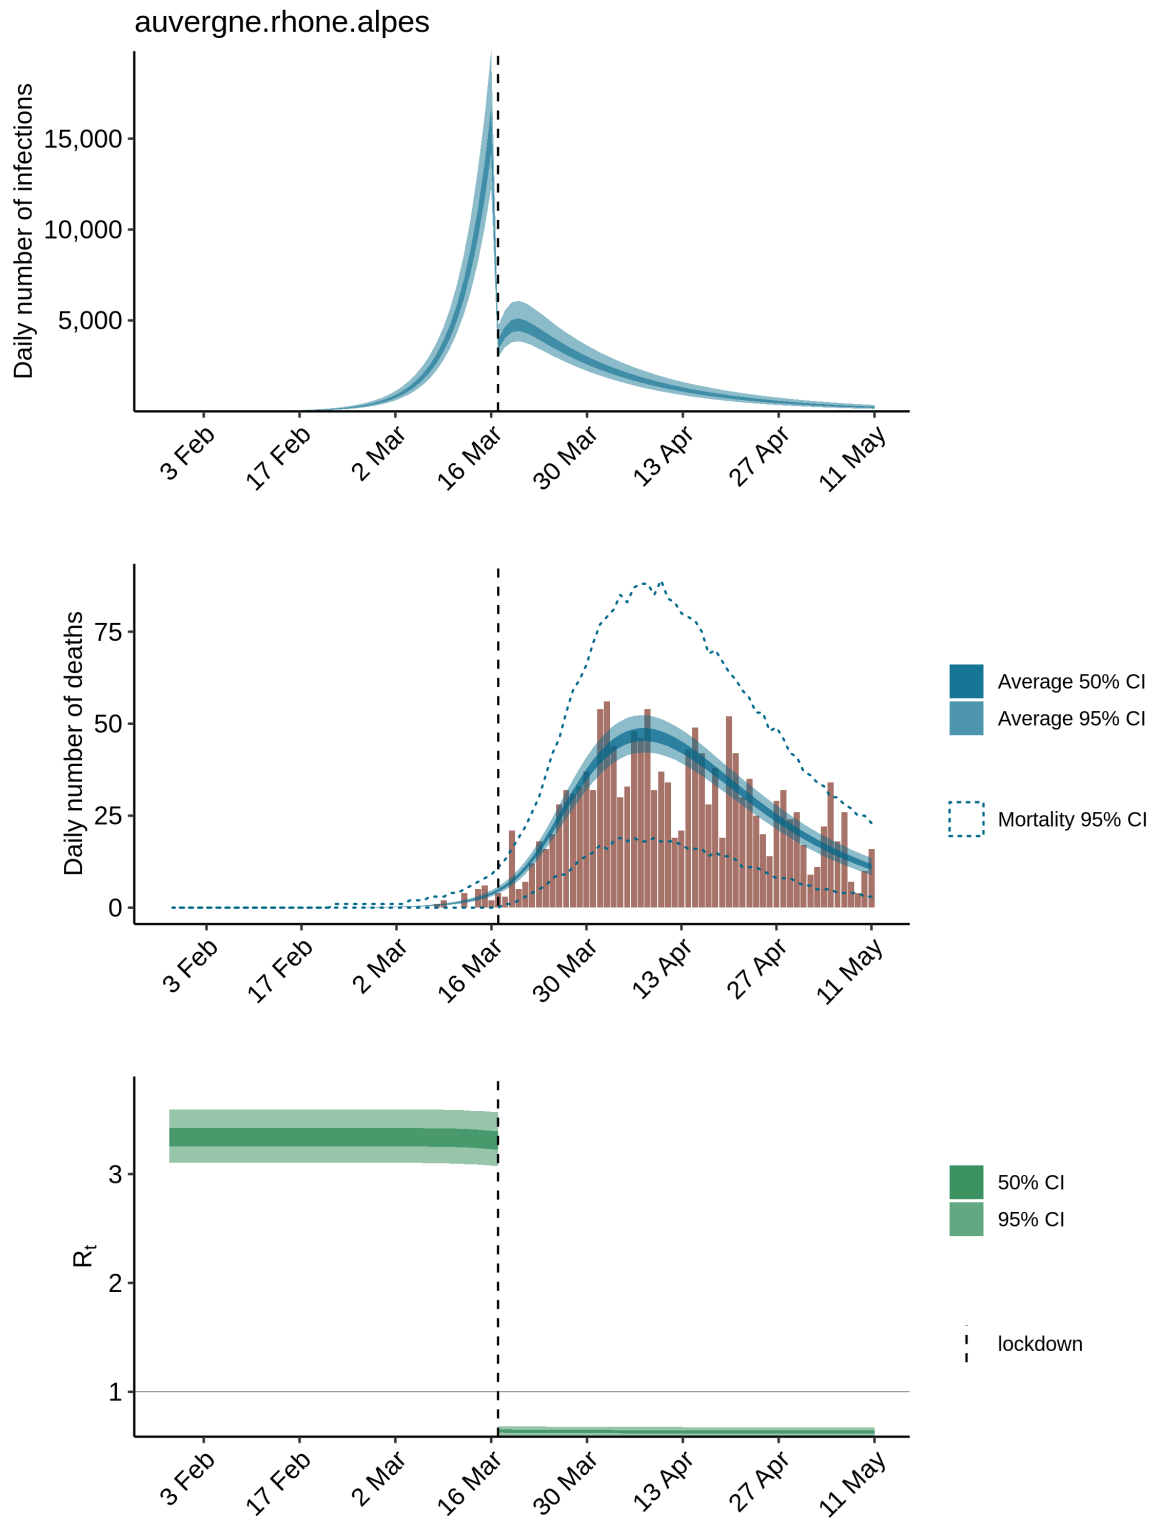 auvergne.rhone.alpes
Daily number of infections
15,000
10,000
5,000
3 Feb
17 Feb
2 Mar
16 Mar
30 Mar
13 Apr
27 Apr
11 May
Daily number of deaths
75
50
25
0
3 Feb
17 Feb
2 Mar
16 Mar
30 Mar
13 Apr
27 Apr
11 May
Average 50% CI
Average 95% CI
Mortality 95% CI
Rt
3
2
1
3 Feb
17 Feb
2 Mar
16 Mar
30 Mar
13 Apr
27 Apr
11 May
50% CI
95% CI
lockdown